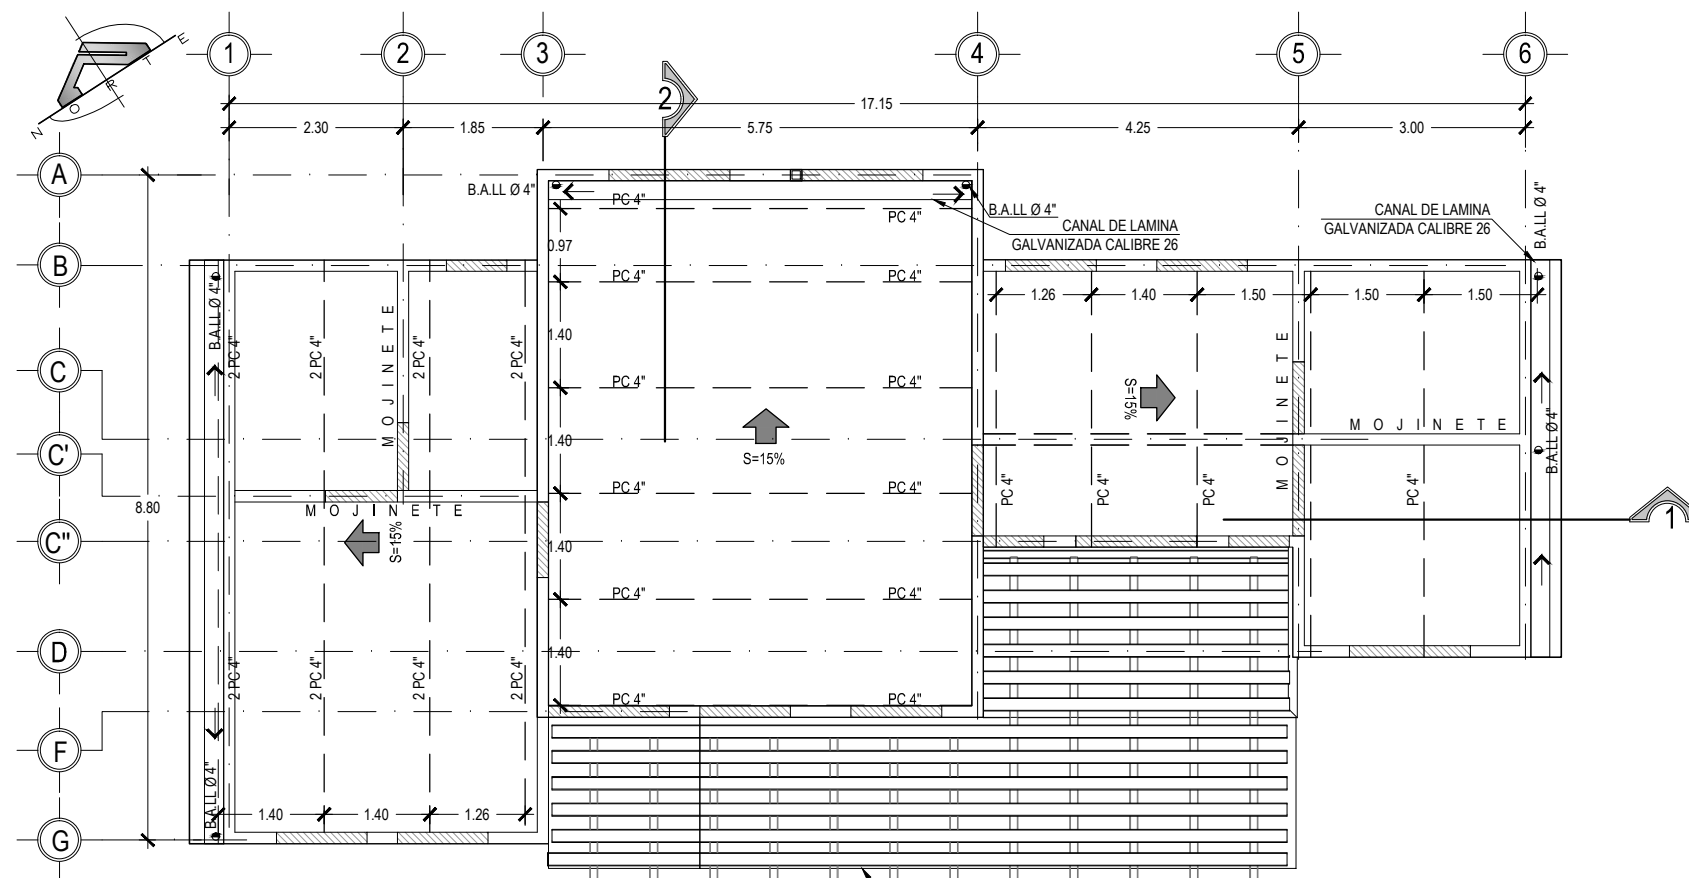 1
2
3
4
5
6
N O R T E
2
17.15
2.30
1.85
5.75
4.25
3.00
A
B
C
C'
C"
D
F
G
8.80
B.A.LL Ø 4"
PC 4"
PC 4"
B.A.LL Ø 4"
CANAL DE LAMINA
GALVANIZADA CALIBRE 26
CANAL DE LAMINA
GALVANIZADA CALIBRE 26
B.A.LL Ø 4"
0.97
PC 4"
PC 4"
B.A.LL Ø 4"
1.26
1.40
1.50
1.50
1.50
1.40
2 PC 4"
2 PC 4"
MOJINETE
2 PC 4"
2 PC 4"
PC 4"
PC 4"
S=15%
MOJINETE
MOJINETE
B.A.LL Ø 4"
1.40
S=15%
PC 4"
PC 4"
PC 4"
PC 4"
PC 4"
PC 4"
MOJINETE
S=15%
1
1.40
PC 4"
PC 4"
1.40
2 PC 4"
2 PC 4"
2 PC 4"
2 PC 4"
PC 4"
PC 4"
B.A.LL Ø 4"
1.40
1.40
1.26